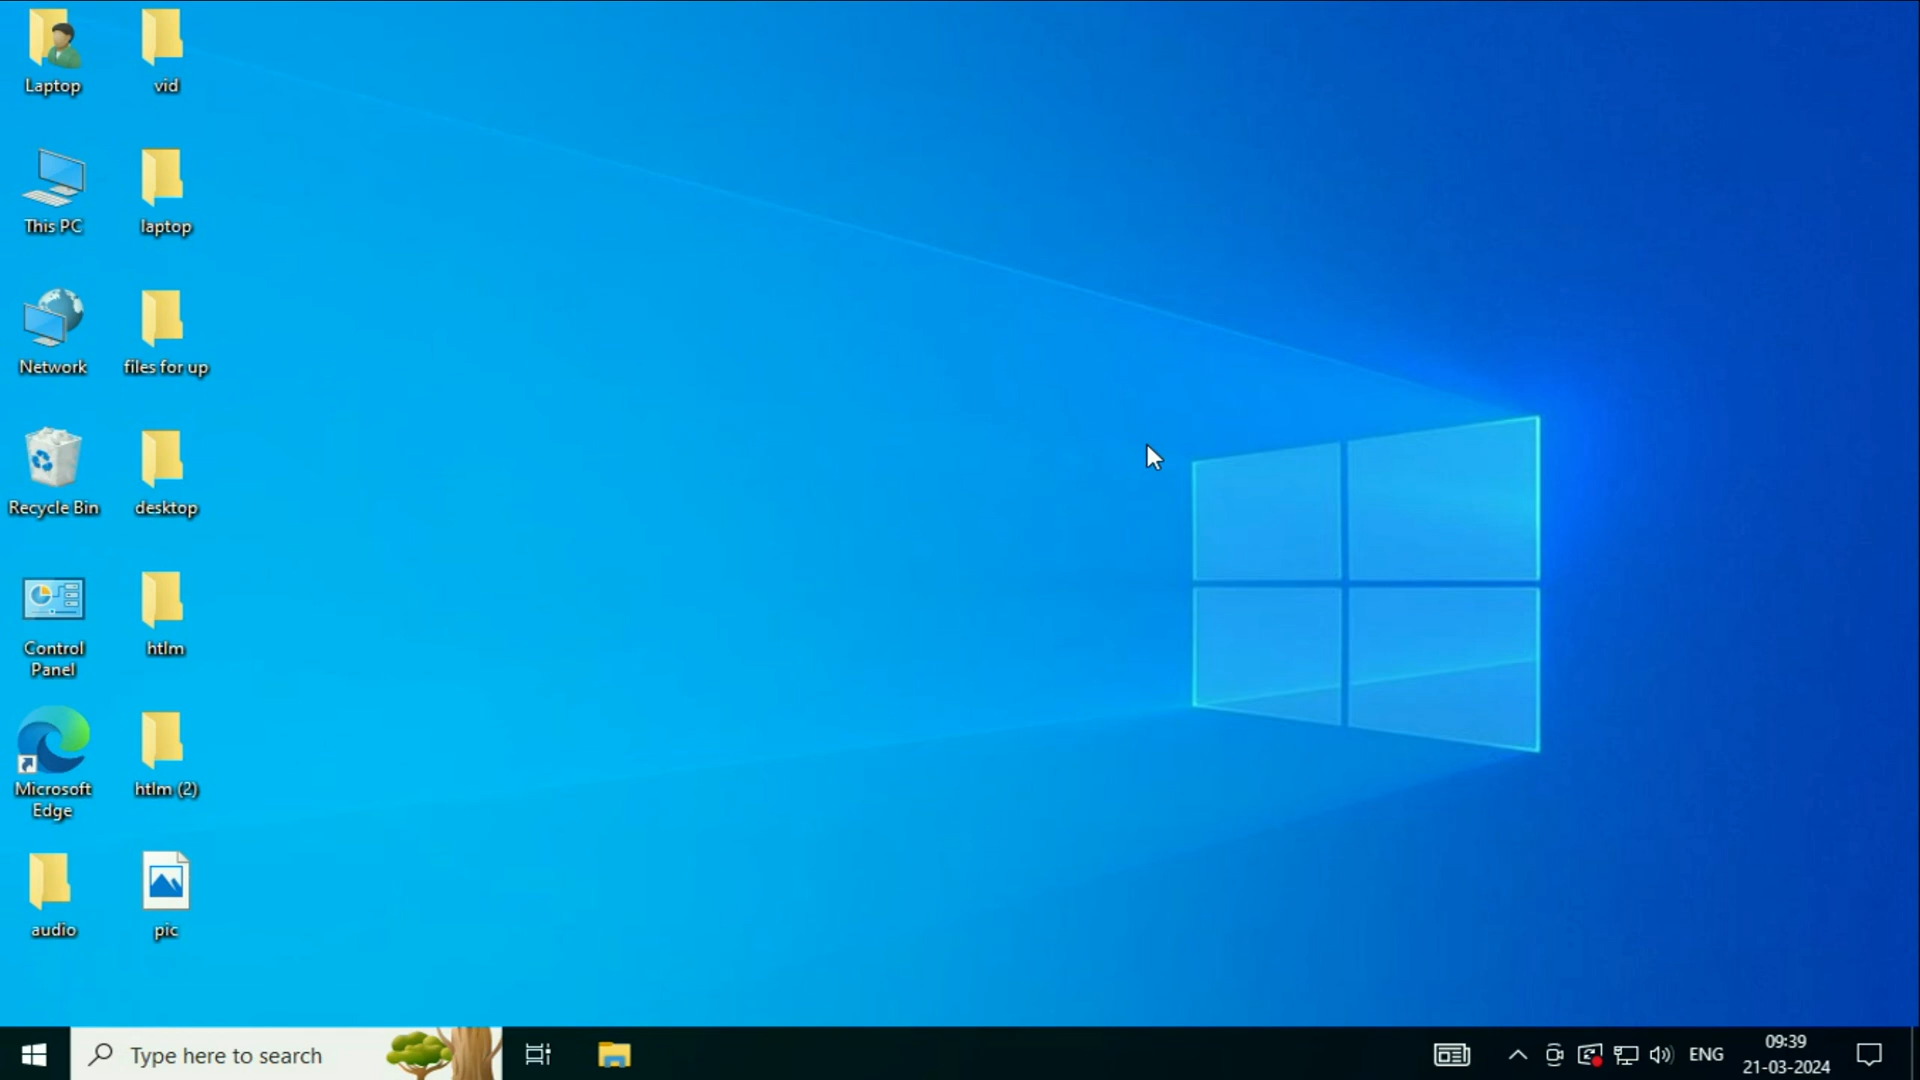 Laptop
vid
This PC
laptop
Network
files for up
Recycle Bin
desktop
Control
Panel
htlm
Microsoft
Edge
htlm (2)
audio
pic
Type here to search
ENG
09:39
21-03-2024